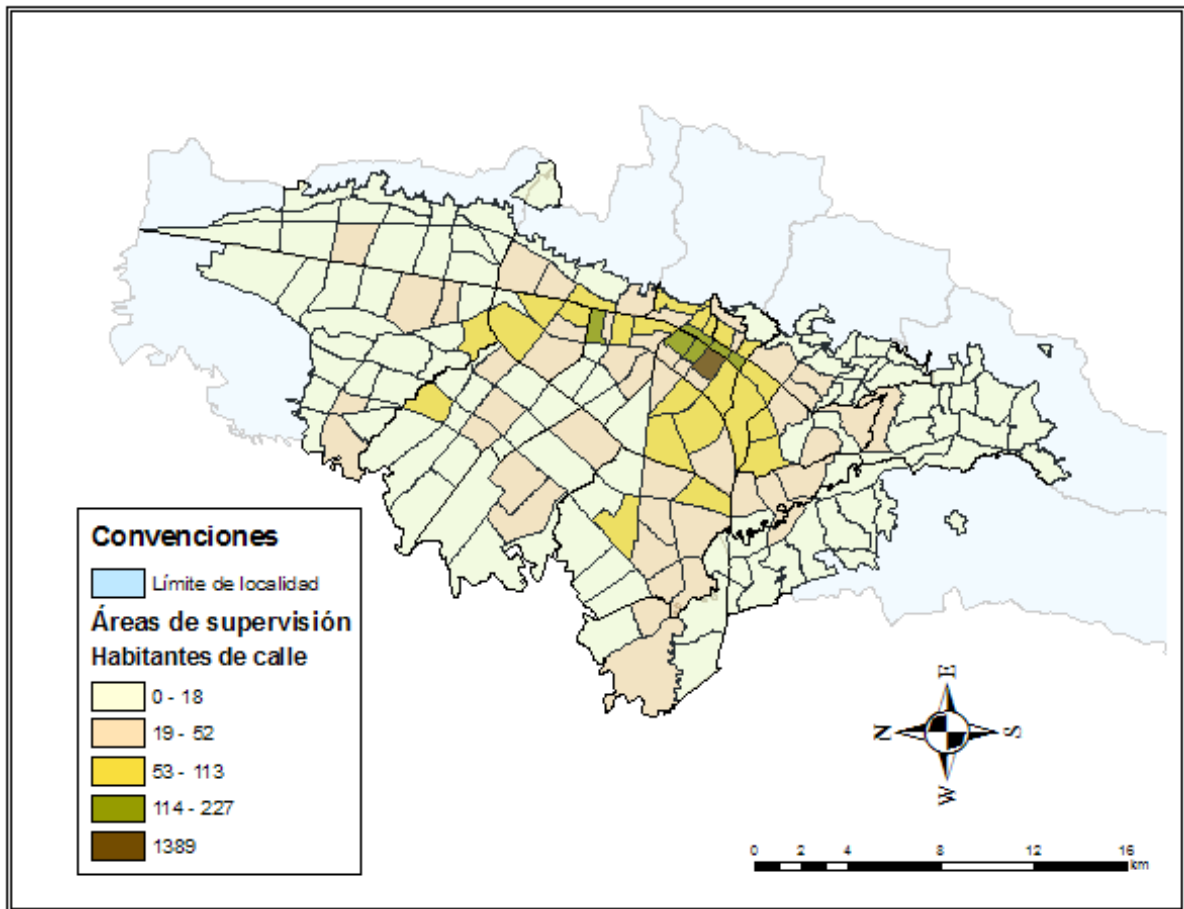 Convenciones
Límite de localidad
Áreas de supervisión
Habitantes de calle
0 - 18
19 - 52
53 - 113
114 - 227
1389
E
N
S
W
0 2 4 8 12 16
km